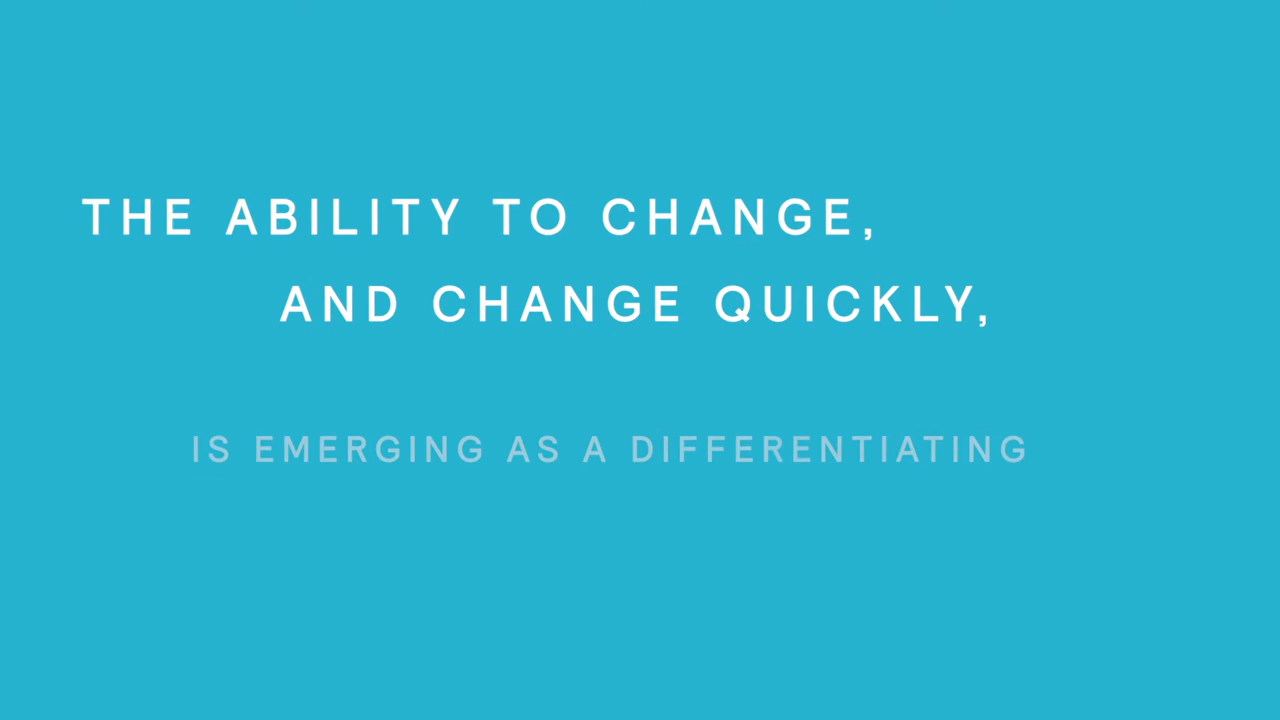 THE ABILITY TO CHANGE,
AND CHANGE QUICKLY,
IS EMERGING AS A DIFFERENTIATING